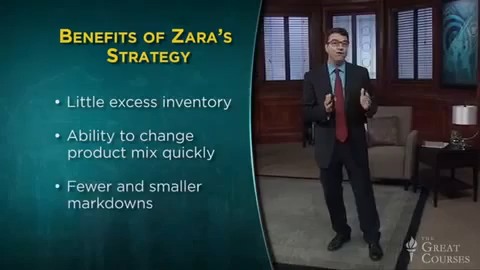 BENEFITS OF ZARA'S
STRATEGY
• Little excess inventory
• Ability to change
product mix quickly
• Fewer and smaller
markdowns
THE
GREAT
COURSES